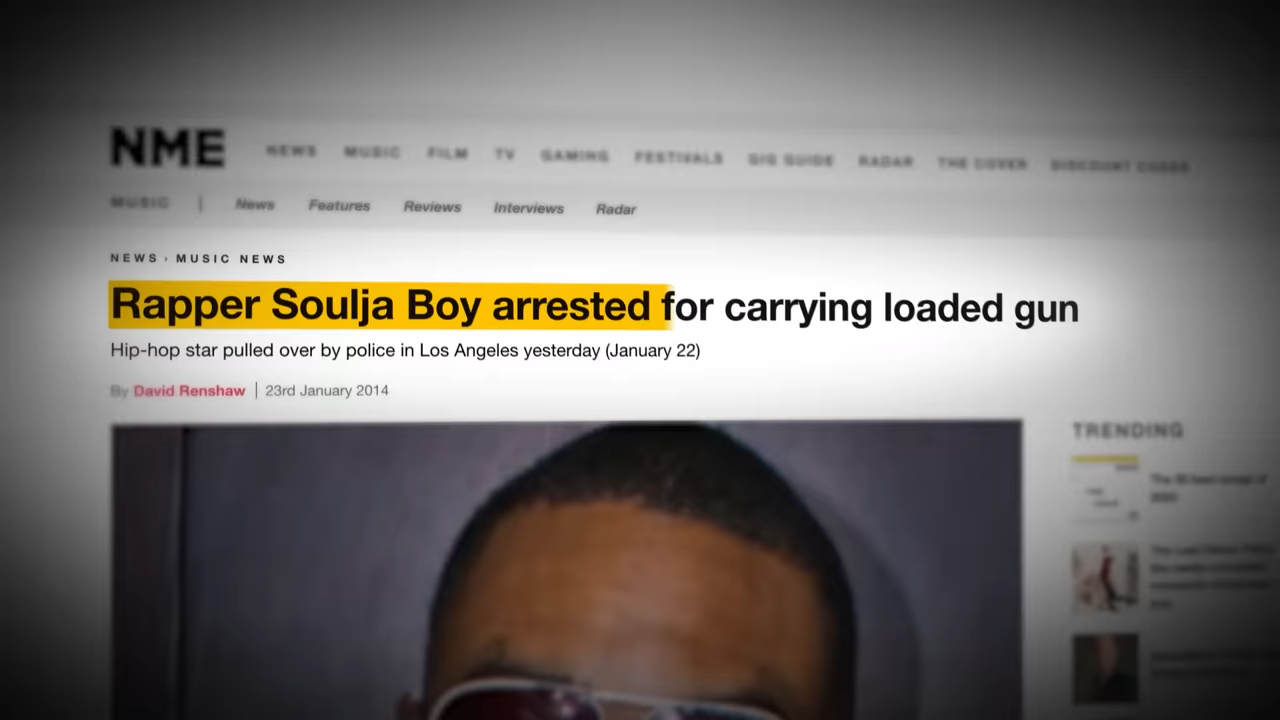 NME
NEWS MUSIC FILM TV GAMING FESTIVALS GIG GUIDE RADAR THE COVER DISCOUNT CODES
MUSIC | News Features Reviews Interviews Radar
NEWS › MUSIC NEWS
Rapper Soulja Boy arrested for carrying loaded gun
Hip-hop star pulled over by police in Los Angeles yesterday (January 22)
By David Renshaw | 23rd January 2014
TRENDING